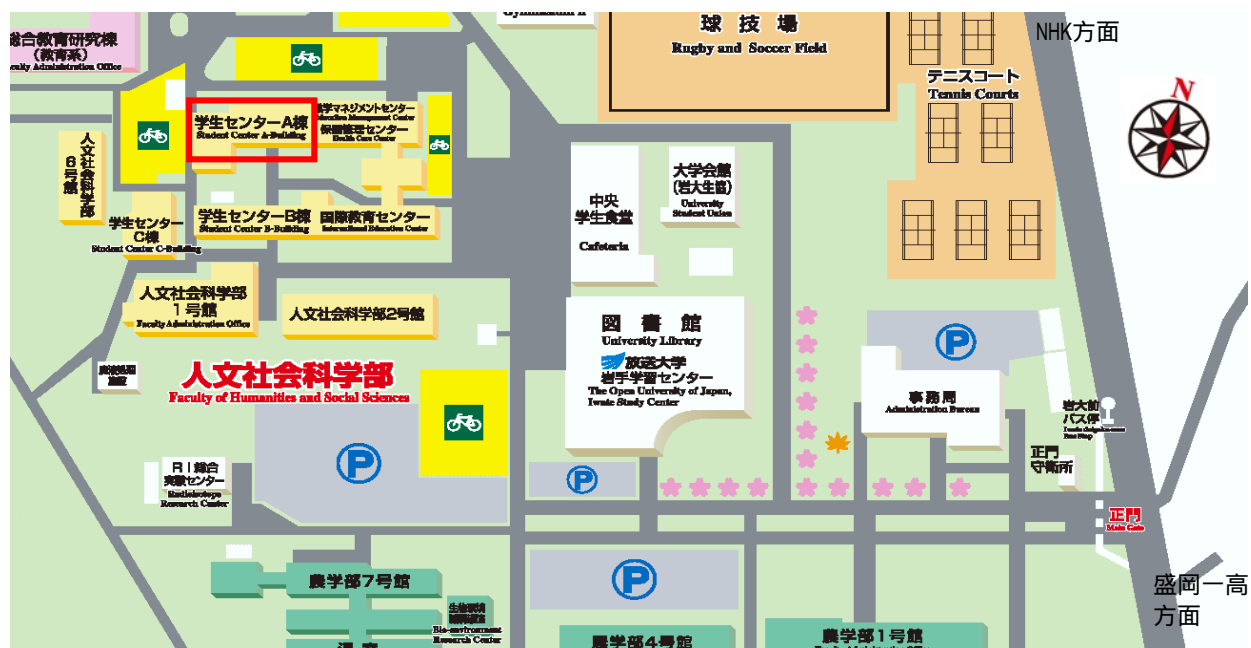 総合教育研究棟
(教育系)
Faculty Administration Office
球技場
Rugby and Soccer Field
NHK方面
N
テニスコート
Tennis Courts
学生センターA棟
Student Center A-Building
保健管理センター
Health Care Center
人文社会科学部
6号館
大学会館
(岩大生協)
University
Student Union
中央
学生食堂
Cafeteria
学生センターB棟
Student Center B-Building
国際教育センター
International Education Center
学生センター
C棟
Student Center C-Building
人文社会科学部
1号館
Faculty Administration Office
人文社会科学部2号館
図書館
University Library
放送大学
岩手学習センター
The Open University of Japan,
Iwate Study Center
P
人文社会科学部
Faculty of Humanities and Social Sciences
事務局
Administration Bureau
岩大前
バス停
Bus Stop
正門
守衛所
P
P
RI総合
実験センター
Radioisotope
Research Center
正門
Main Gate
P
農学部7号館
盛岡一高
方面
Bio-environment
Research Center
農学部4号館
農学部1号館